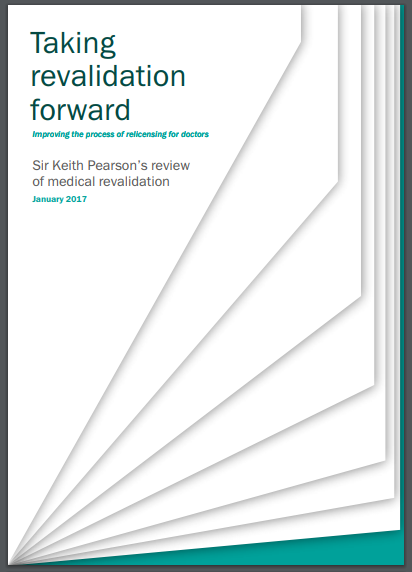 Taking
revalidation
forward
Improving the process of relicensing for doctors
Sir Keith Pearson’s review
of medical revalidation
January 2017